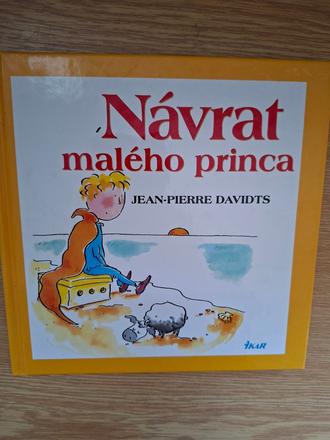 Návrat
malého princa
JEAN-PIERRE DAVIDTS
IKAR